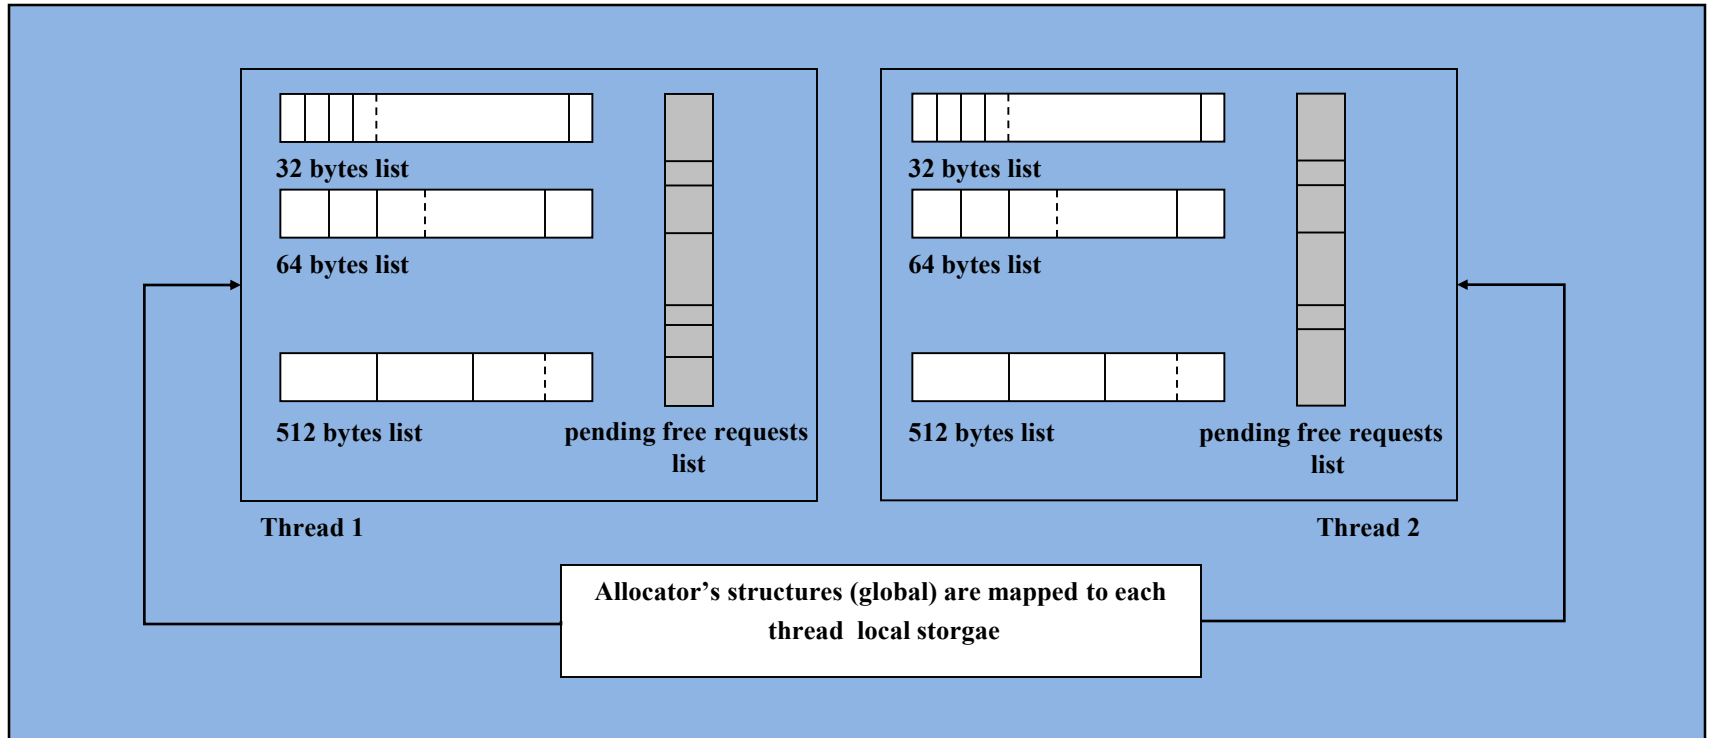 32 bytes list
64 bytes list
512 bytes list
pending free requests
list
Thread 1
32 bytes list
64 bytes list
512 bytes list
pending free requests
list
Thread 2
Allocator’s structures (global) are mapped to each
thread local storgae